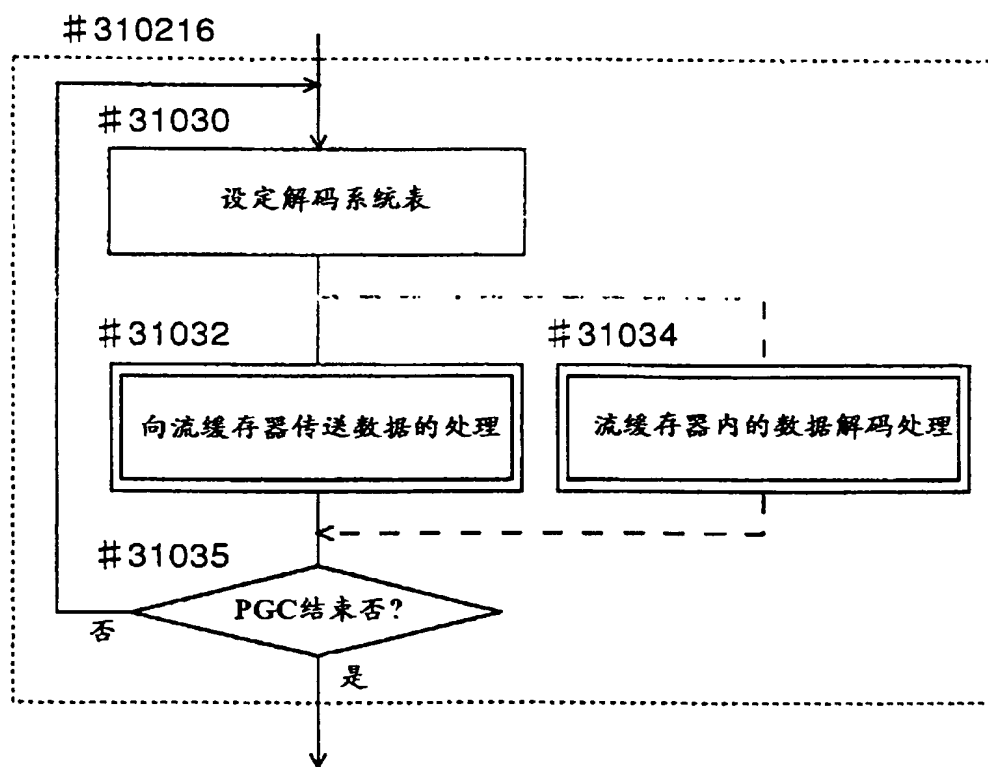 #310216
#31030
设定解码系统表
#31032
#31034
向流缓存器传送数据的处理
流缓存器内的数据解码处理
#31035
PGC结束否?
否
是